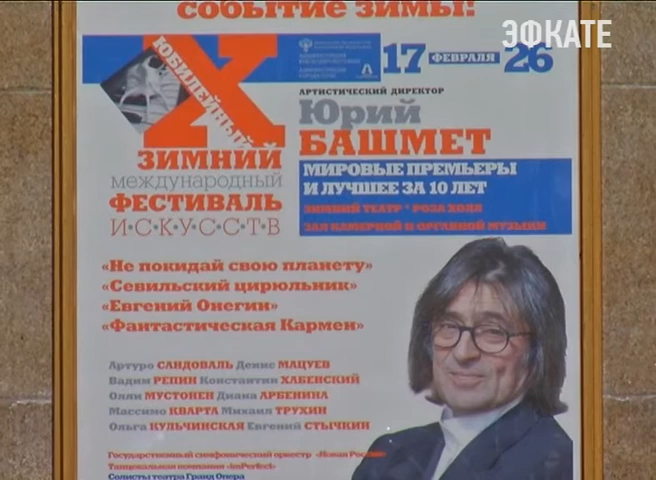 событие зимы!
ЭФКАТЕ
X
ЮБИЛЕЙНЫЙ
17 ФЕВРАЛЯ 26
АРТИСТИЧЕСКИЙ ДИРЕКТОР
Юрий
БАШМЕТ
ЗИМНИЙ
международный
ФЕСТИВАЛЬ
И·С·К·У·С·С·Т·В
МИРОВЫЕ ПРЕМЬЕРЫ
И ЛУЧШЕЕ ЗА 10 ЛЕТ
ЗИМНИЙ ТЕАТР * РОЗА ХОЛЛ
ЗАЛ КАМЕРНОЙ И ОРГАННОЙ МУЗЫКИ
«Не покидай свою планету»
«Севильский цирюльник»
«Евгений Онегин»
«Фантастическая Кармен»
Артуро САНДОВАЛЬ Денис МАЦУЕВ
Вадим РЕПИН Константин ХАБЕНСКИЙ
Олли МУСТОНЕН Диана АРБЕНИНА
Массимо КВАРТА Михаил ТРУХИН
Ольга КУЛЬЧИНСКАЯ Евгений СТЫЧКИН
Государственный симфонический оркестр «Новая Россия»
Танцевальная компания «ImPerfect»
Солисты театра Гранд Опера